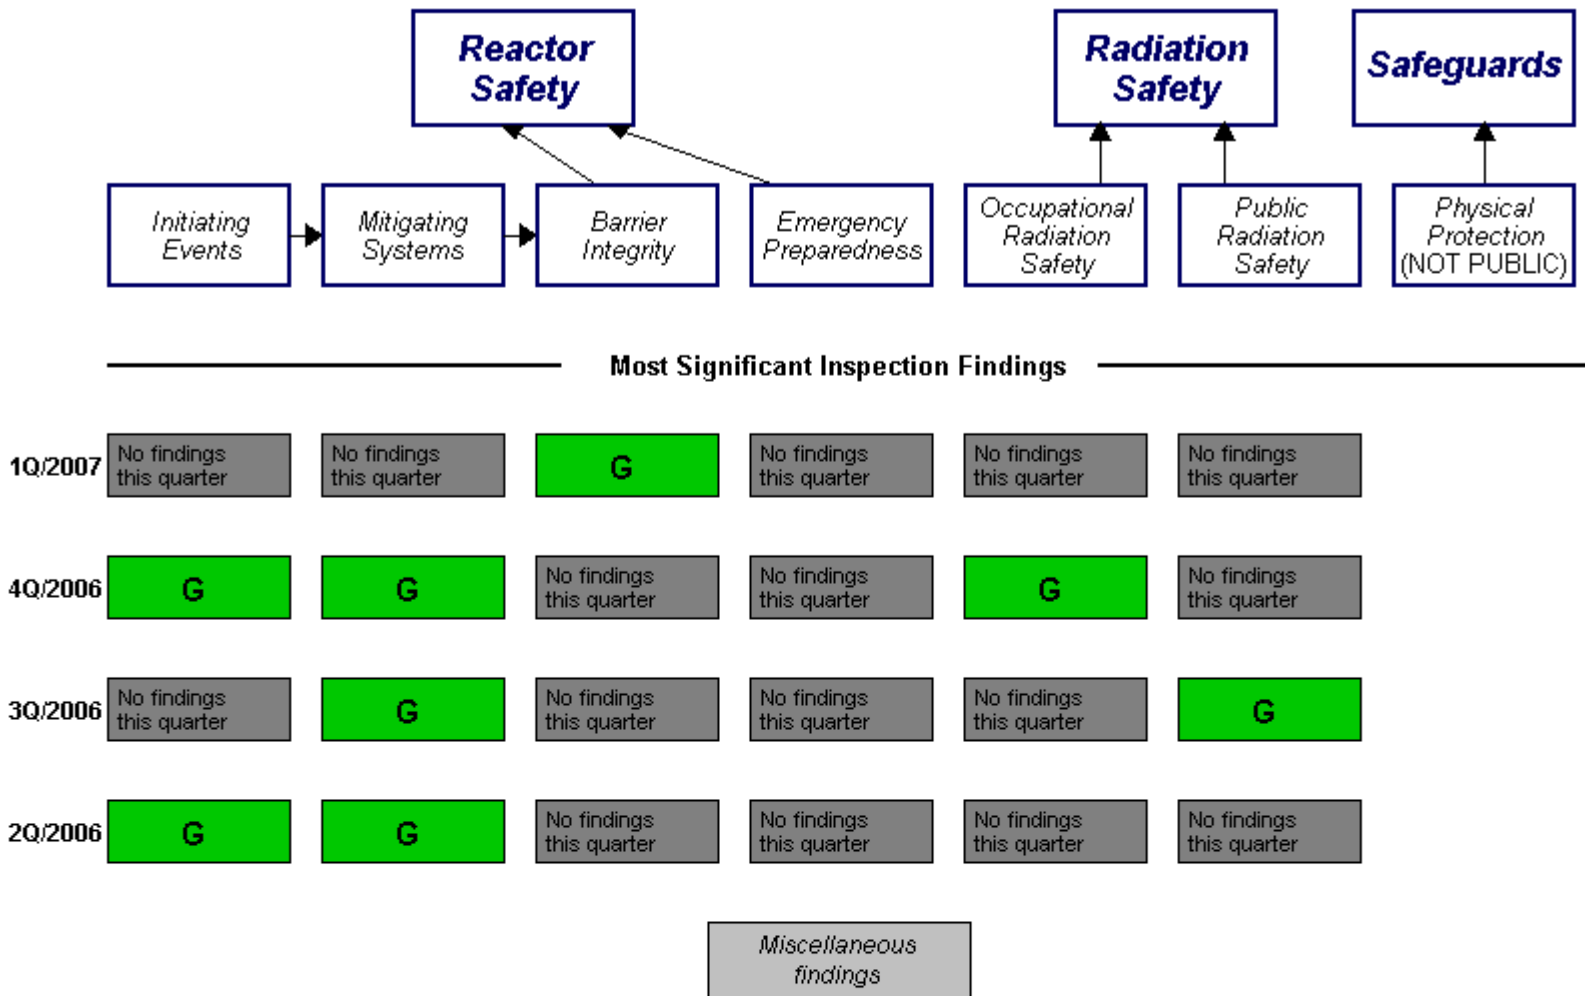 Reactor
Safety
Radiation
Safety
Safeguards
Initiating
Events
Mitigating
Systems
Barrier
Integrity
Emergency
Preparedness
Occupational
Radiation
Safety
Public
Radiation
Safety
Physical
Protection
(NOT PUBLIC)
Most Significant Inspection Findings
1Q/2007
No findings
this quarter
No findings
this quarter
G
No findings
this quarter
No findings
this quarter
No findings
this quarter
4Q/2006
G
G
No findings
this quarter
No findings
this quarter
G
No findings
this quarter
3Q/2006
No findings
this quarter
G
No findings
this quarter
No findings
this quarter
No findings
this quarter
G
2Q/2006
G
G
No findings
this quarter
No findings
this quarter
No findings
this quarter
No findings
this quarter
Miscellaneous
findings